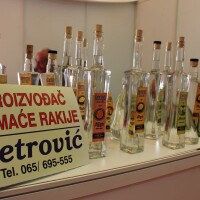 ROIZVOĐAČ
MAĆE RAKIJE
etrović
Tel. 065/ 695-555